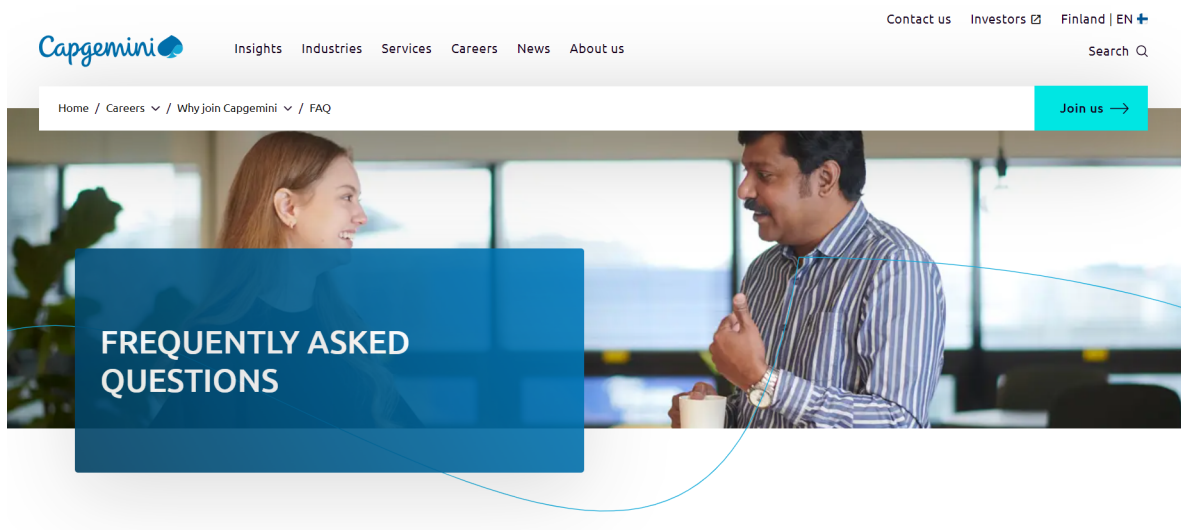 Contact us Investors Finland | EN
Capgemini Insights Industries Services Careers News About us Search
Home / Careers / Why join Capgemini / FAQ Join us
FREQUENTLY ASKED
QUESTIONS